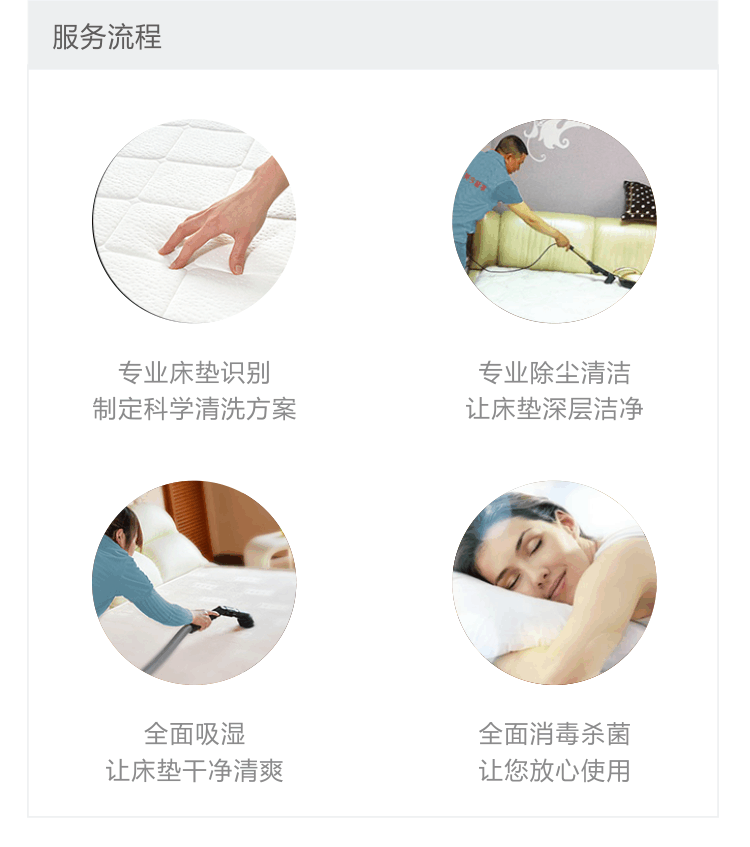 服务流程
专业床垫识别
制定科学清洗方案
专业除尘清洁
让床垫深层洁净
全面吸湿
让床垫干净清爽
全面消毒杀菌
让您放心使用